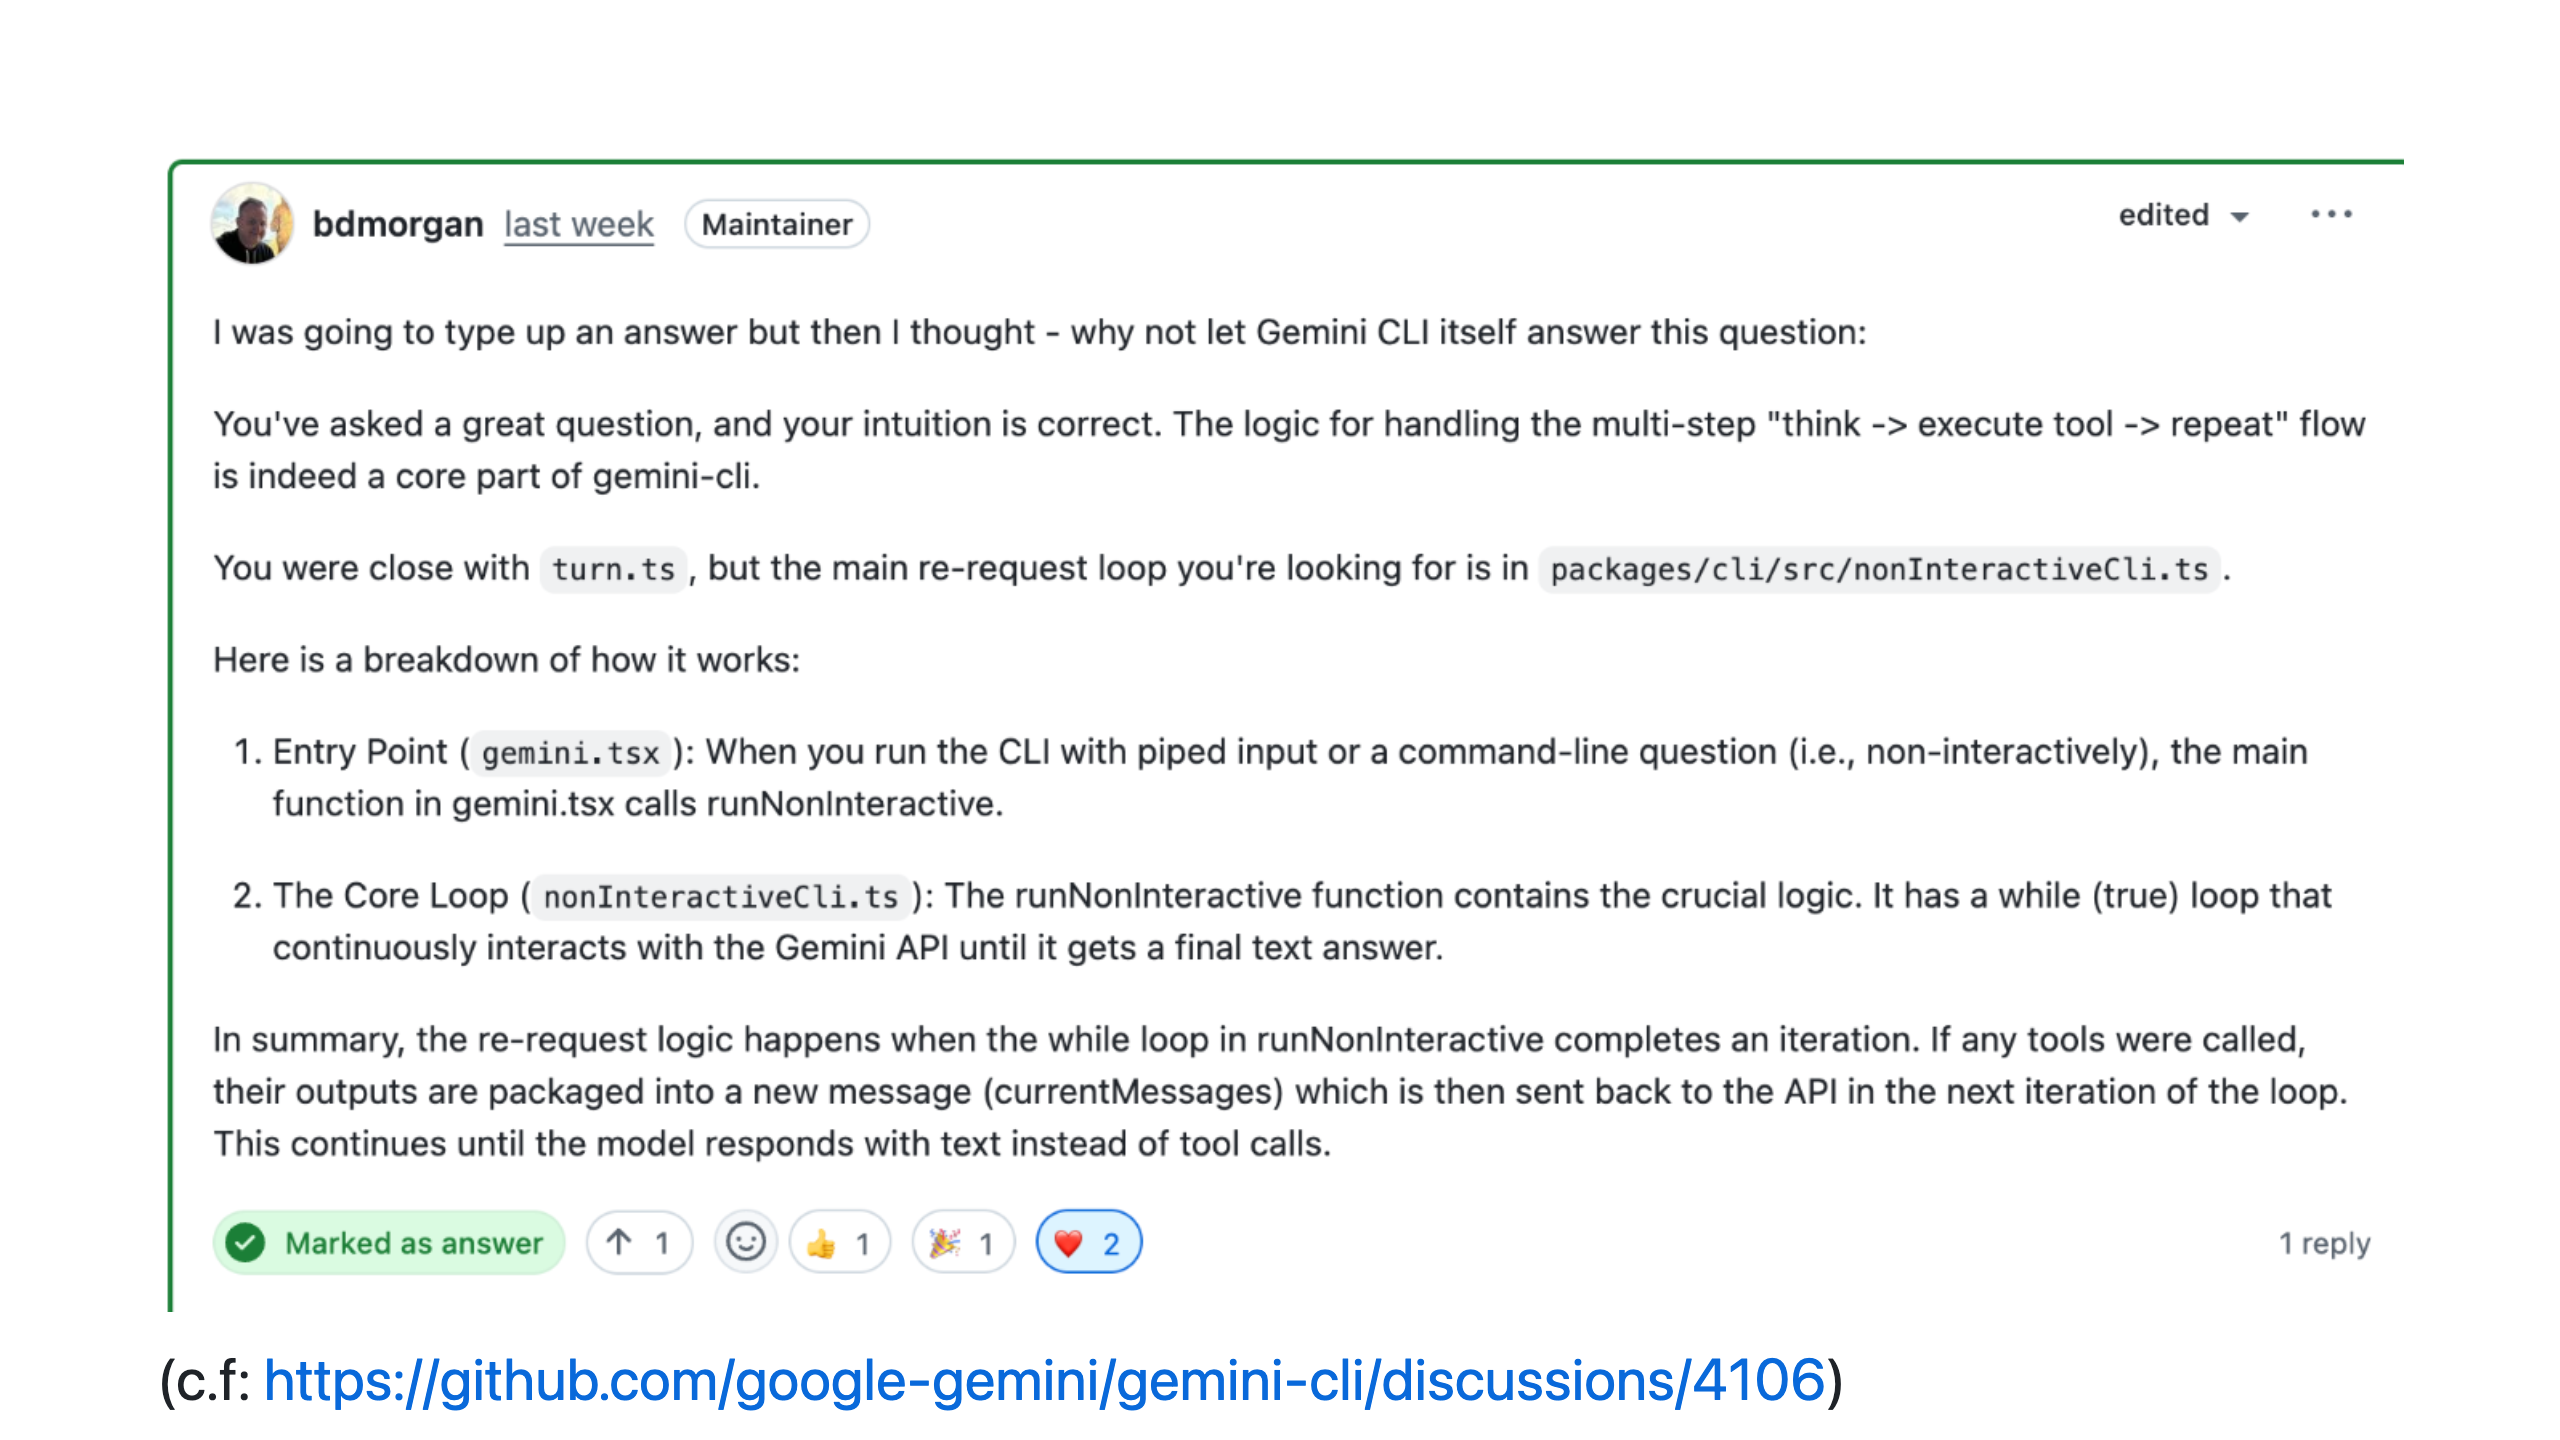 bdmorgan last week Maintainer edited
I was going to type up an answer but then I thought - why not let Gemini CLI itself answer this question:
You've asked a great question, and your intuition is correct. The logic for handling the multi-step "think -> execute tool -> repeat" flow
is indeed a core part of gemini-cli.
You were close with turn.ts, but the main re-request loop you're looking for is in packages/cli/src/nonInteractiveCli.ts.
Here is a breakdown of how it works:
1. Entry Point (gemini.tsx): When you run the CLI with piped input or a command-line question (i.e., non-interactively), the main
function in gemini.tsx calls runNonInteractive.
2. The Core Loop (nonInteractiveCli.ts): The runNonInteractive function contains the crucial logic. It has a while (true) loop that
continuously interacts with the Gemini API until it gets a final text answer.
In summary, the re-request logic happens when the while loop in runNonInteractive completes an iteration. If any tools were called,
their outputs are packaged into a new message (currentMessages) which is then sent back to the API in the next iteration of the loop.
This continues until the model responds with text instead of tool calls.
Marked as answer ↑ 1 👍 1 🎉 1 ❤️ 2 1 reply
(c.f: https://github.com/google-gemini/gemini-cli/discussions/4106)